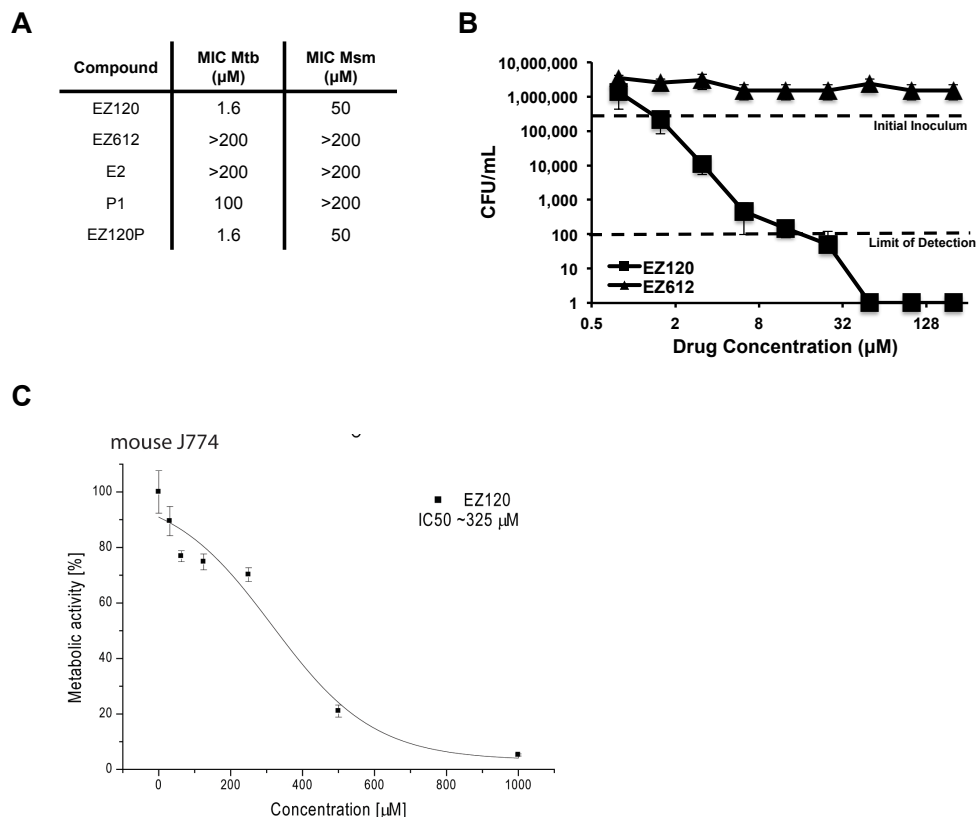 A
Compound MIC Mtb (µM) MIC Msm (µM)
EZ120 1.6 50
EZ612 >200 >200
E2 >200 >200
P1 100 >200
EZ120P 1.6 50
B
10,000,000
1,000,000
100,000
10,000
1,000
100
10
1
CFU/mL
Initial Inoculum
Limit of Detection
EZ120
EZ612
0.5 2 8 32 128
Drug Concentration (µM)
C
mouse J774
EZ120
IC50 ~325 µM
100
80
60
40
20
0
Metabolic activity [%]
0 200 400 600 800 1000
Concentration [µM]